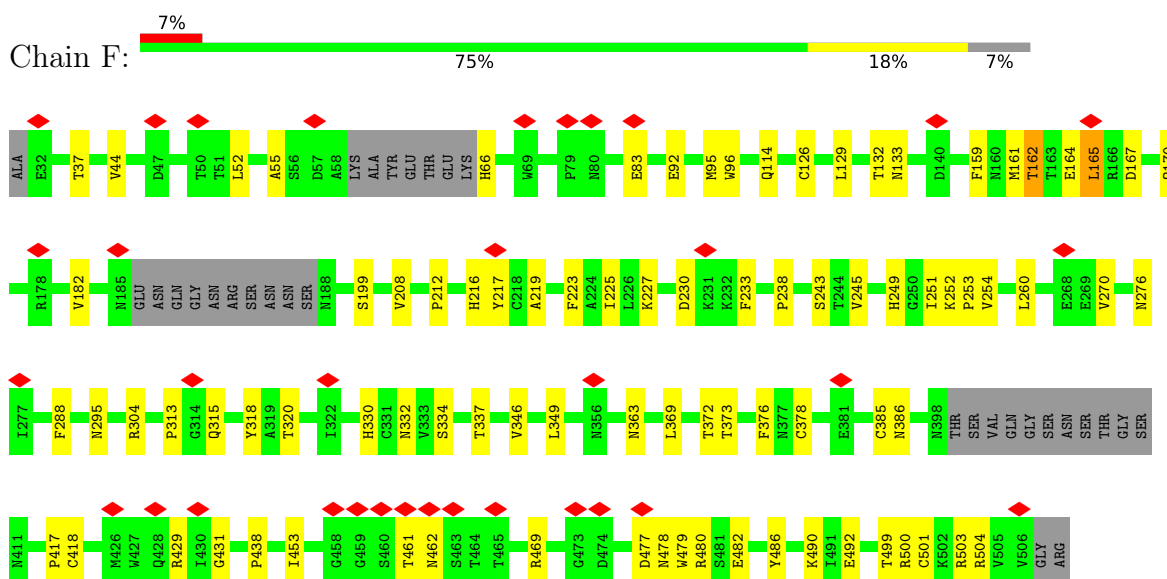 7%
Chain F:
75% 18% 7%
ALA E32 T37 V44 D47 T50 T51 L52 A55 S56 D57 A58 LYS ALA TYR GLU THR GLU LYS H66 W69 P79 N80 E83 E92 M95 W96 Q114 C126 L129 T132 N133 D140 F159 N160 M161 T162 T163 E164 L165 R166 D167
R178 V182 N185 GLU ASN GLN GLY ASN ARG SER ASN ASN SER N188 S199 V208 P212 H216 Y217 C218 A219 F223 A224 I225 L226 K227 D230 K231 K232 F233 P238 S243 T244 V245 H249 G250 I251 K252 P253 V254 L260 E268 E269 V270 N276
I277 F288 N295 R304 P313 G314 Q315 Y318 A319 T320 I322 H330 C331 N332 V333 S334 T337 V346 L349 N356 N363 L369 T372 T373 F376 N377 C378 E381 C385 N386 N398 THR SER VAL GLN GLY SER ASN SER THR GLY SER
N411 P417 C418 M426 W427 Q428 R429 I430 G431 P438 I453 G458 G459 S460 T461 N462 S463 T464 T465 R469 G473 D474 D477 N478 W479 R480 S481 E482 Y486 K490 I491 E492 T499 R500 C501 K502 R503 R504 V505 V506 GLY ARG